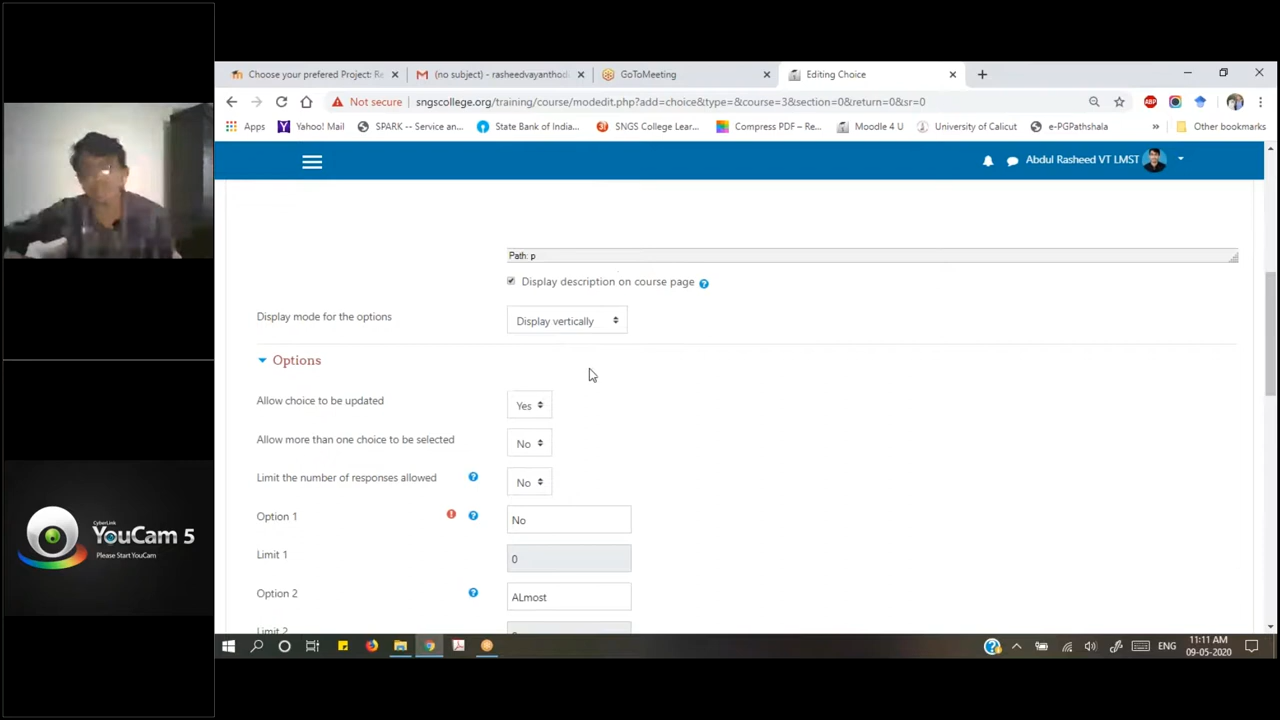 Choose your prefered Project: Re
(no subject) - rasheedvayanthod
GoToMeeting
Editing Choice
Not secure
sngscollege.org/training/course/modedit.php?add=choice&type=&course=3&section=0&return=0&sr=0
ABP
Apps
Yahoo! Mail
SPARK -- Service an...
State Bank of India...
SNGS College Lear...
Compress PDF – Re...
Moodle 4 U
University of Calicut
e-PGPathshala
»
Other bookmarks
Abdul Rasheed VT LMST
Path: p
Display description on course page
Display mode for the options
Display vertically
Options
Allow choice to be updated
Yes
Allow more than one choice to be selected
No
Limit the number of responses allowed
No
Option 1
No
Limit 1
0
Option 2
ALmost
Limit 2
CyberLink
YouCam 5
Please Start YouCam
ENG
11:11 AM
09-05-2020